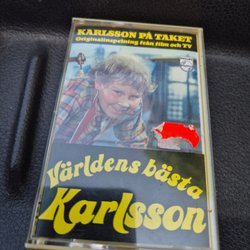 KARLSSON PÅ TAKET
Originalinspelning från film och TV
Världens bästa
Karlsson